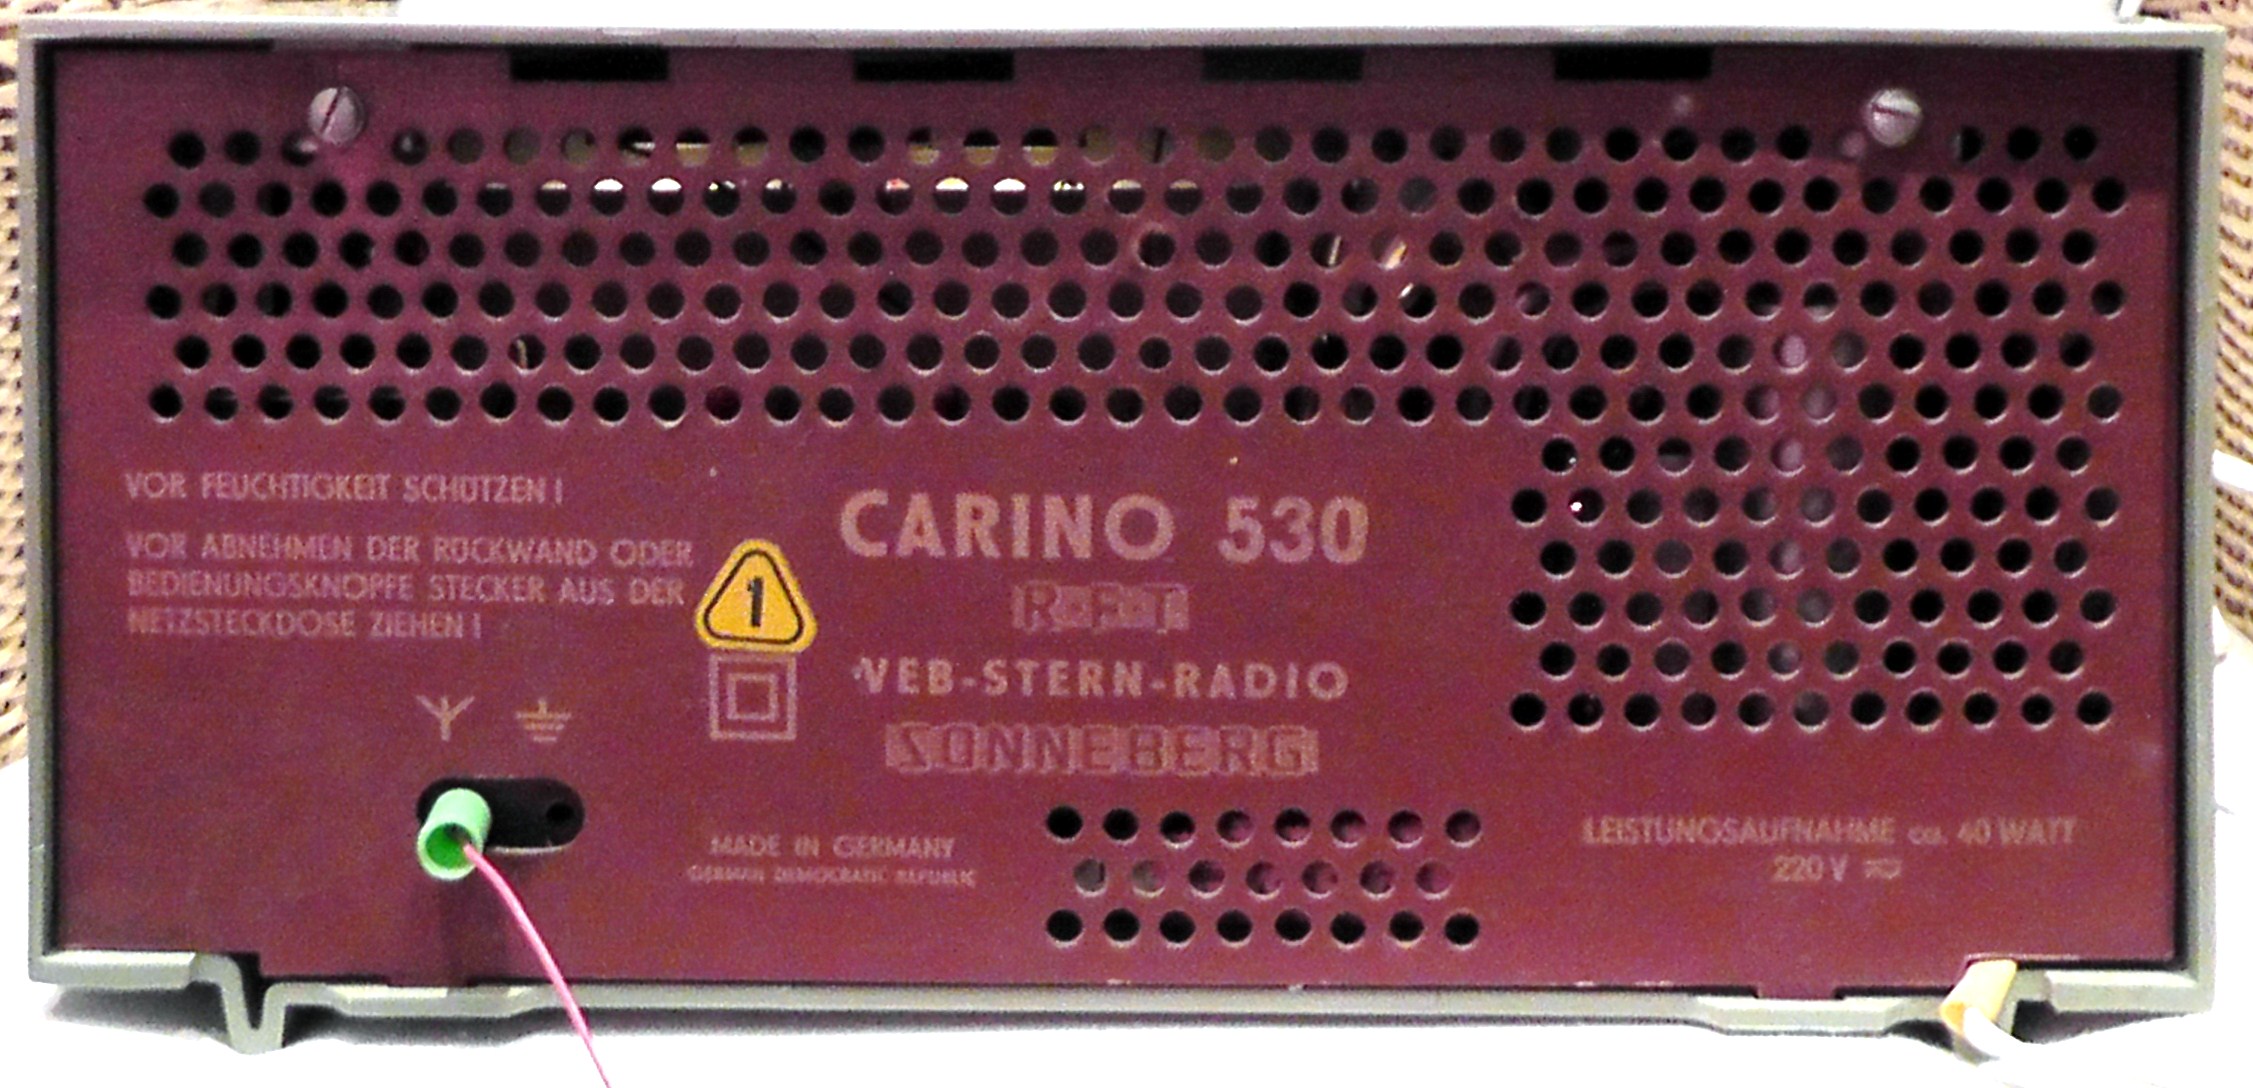 VOR FEUCHTIGKEIT SCHÜTZEN!
VOR ABNEHMEN DER RÜCKWAND ODER
BEDIENUNGSKNÖPFE STECKER AUS DER
NETZSTECKDOSE ZIEHEN!
1
CARINO 530
R-F-T
VEB-STERN-RADIO
SONNEBERG
MADE IN GERMANY
GERMAN DEMOCRATIC REPUBLIC
LEISTUNGSAUFNAHME ca. 40 WATT
220 V